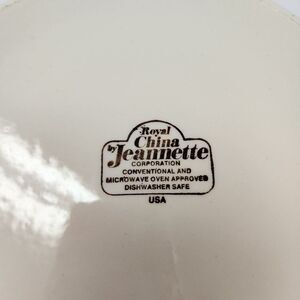 Royal
China
by Jeannette
CORPORATION
CONVENTIONAL AND
MICROWAVE OVEN APPROVED
DISHWASHER SAFE
USA